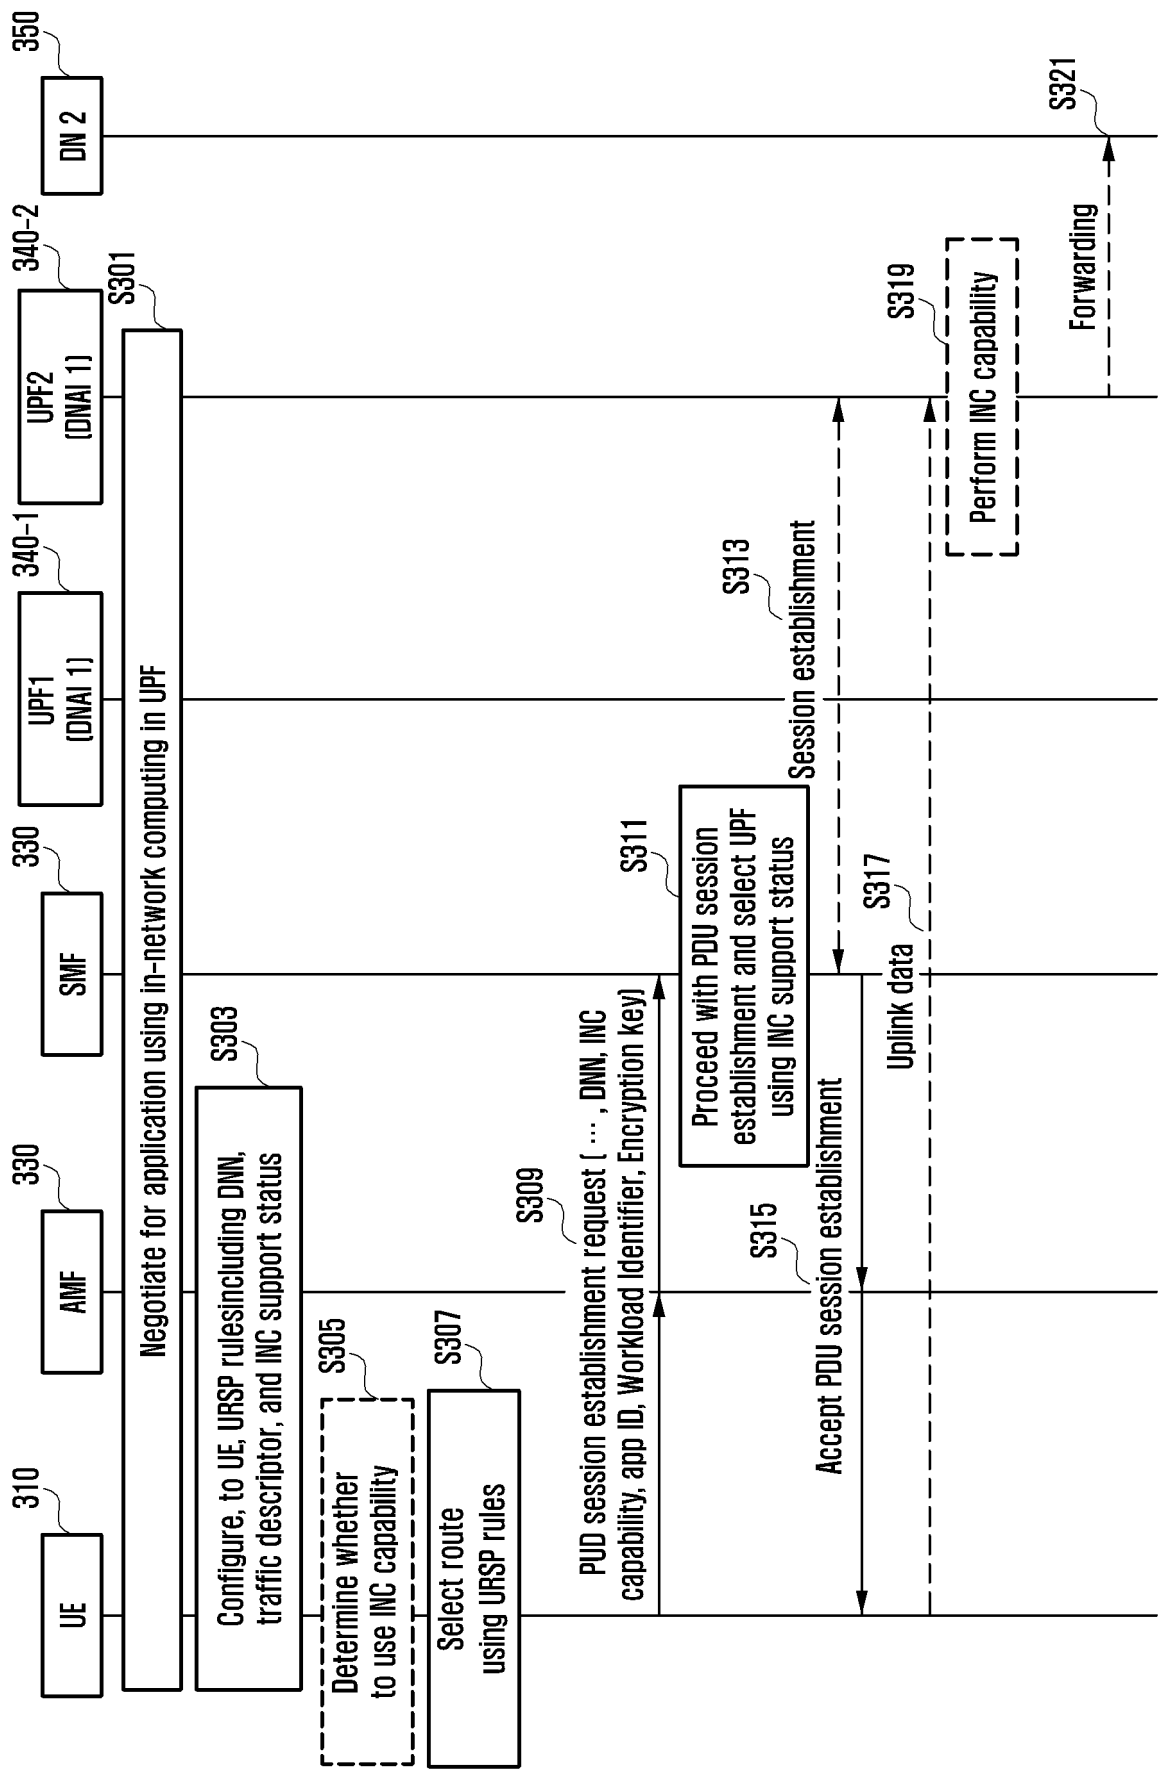 310
330
330
340-1
340-2
350
UE
AMF
SMF
UPF1
(DNAI 1)
UPF2
(DNAI 1)
DN 2
S301
Negotiate for application using in-network computing in UPF
S303
Configure, to UE, URSP rulesincluding DNN,
traffic descriptor, and INC support status
S305
Determine whether
to use INC capability
S307
Select route
using URSP rules
S309
PUD session establishment request ( ··· , DNN, INC
capability, app ID, Workload Identifier, Encryption key)
S311
Proceed with PDU session
establishment and select UPF
using INC support status
S313
Session establishment
S315
Accept PDU session establishment
S317
Uplink data
S319
Perform INC capability
Forwarding
S321